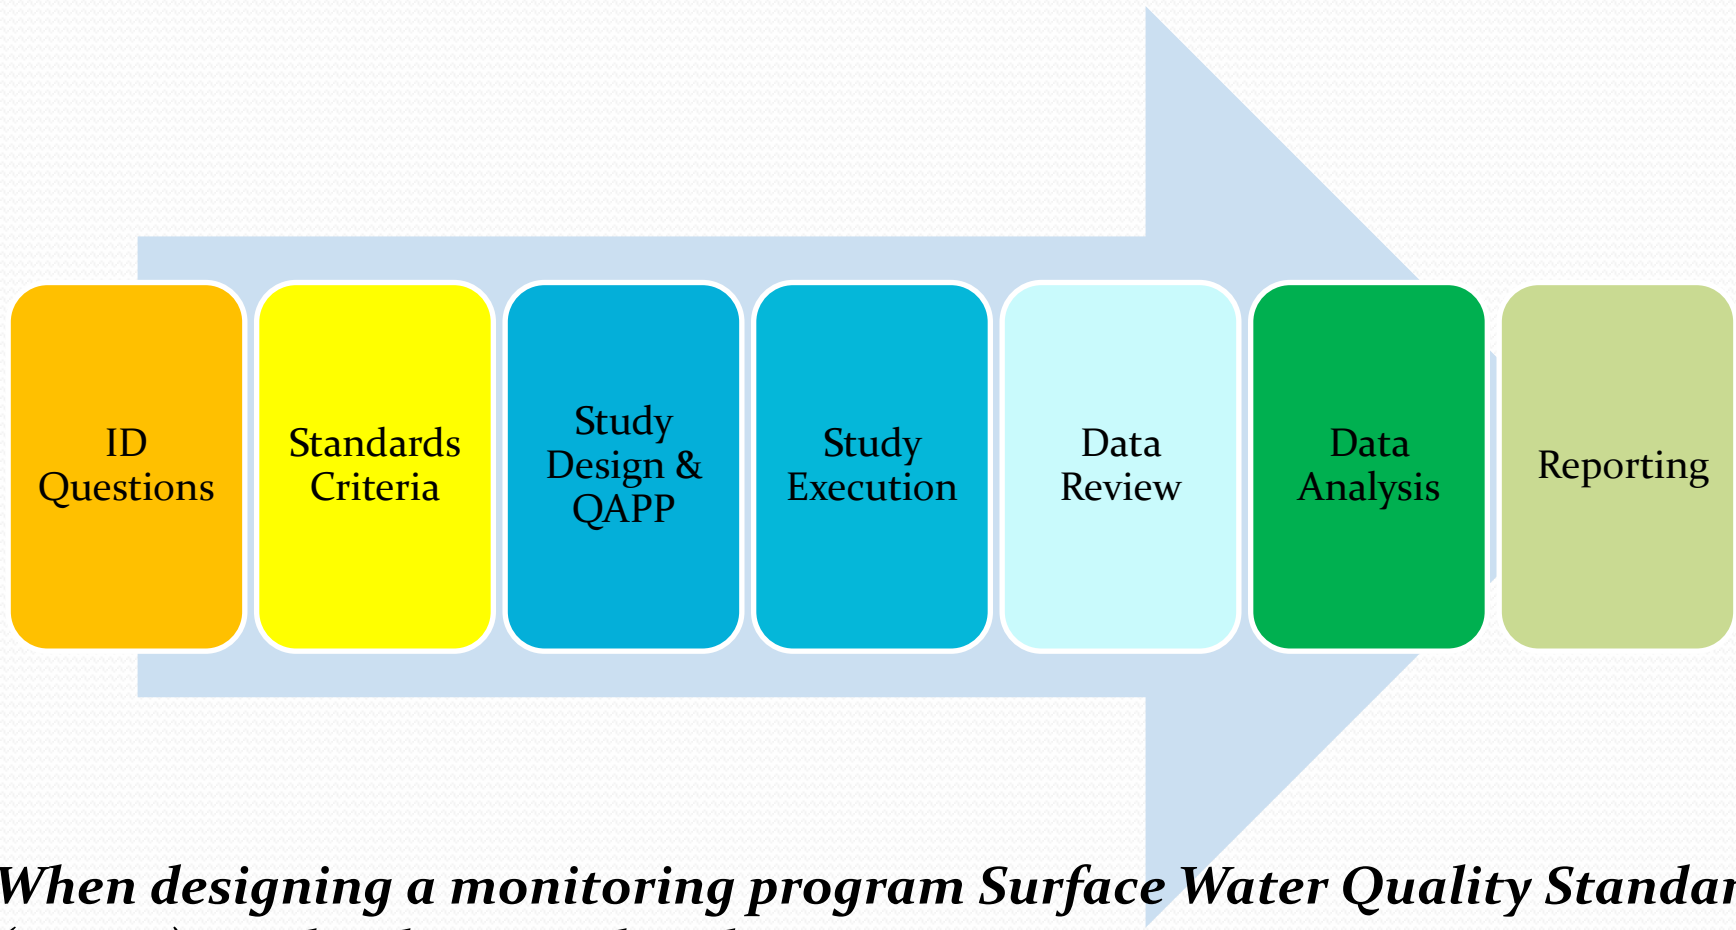 ID
Questions
Standards
Criteria
Study
Design &
QAPP
Study
Execution
Data
Review
Data
Analysis
Reporting
When designing a monitoring program Surface Water Quality